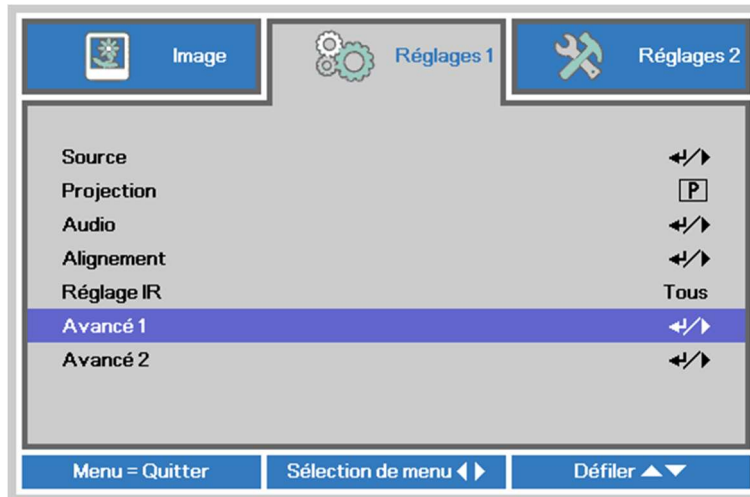 Image
Réglages 1
Réglages 2
Source
Projection P
Audio
Alignement
Réglage IR Tous
Avancé 1
Avancé 2
Menu = Quitter
Sélection de menu
Défiler